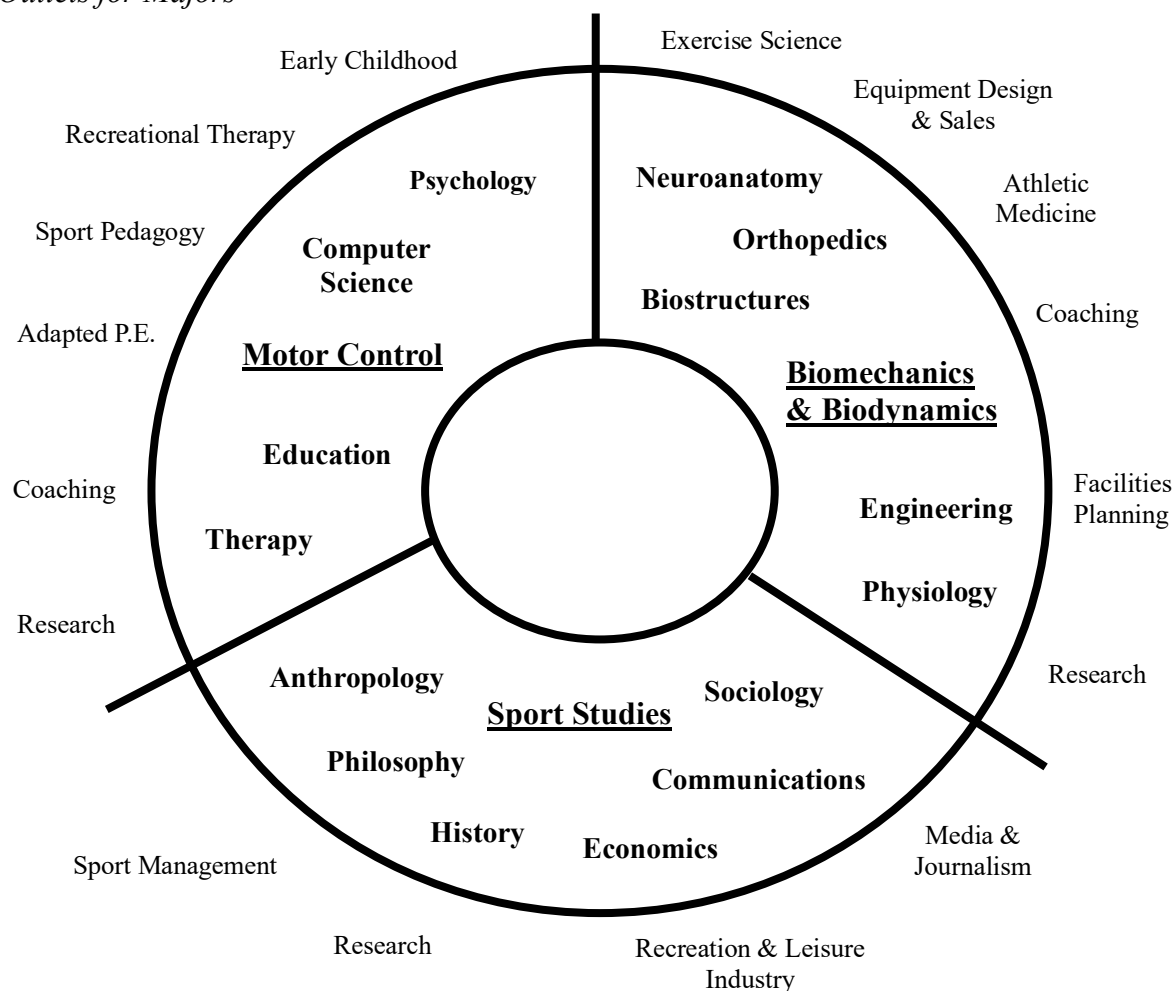 Outlets for Majors
Early Childhood
Exercise Science
Recreational Therapy
Equipment Design
& Sales
Sport Pedagogy
Athletic
Medicine
Adapted P.E.
Coaching
Coaching
Facilities
Planning
Research
Research
Psychology
Computer
Science
Motor Control
Education
Therapy
Neuroanatomy
Orthopedics
Biostructures
Biomechanics
& Biodynamics
Engineering
Physiology
Anthropology
Sociology
Sport Studies
Philosophy
Communications
History
Economics
Sport Management
Research
Recreation & Leisure
Industry
Media &
Journalism